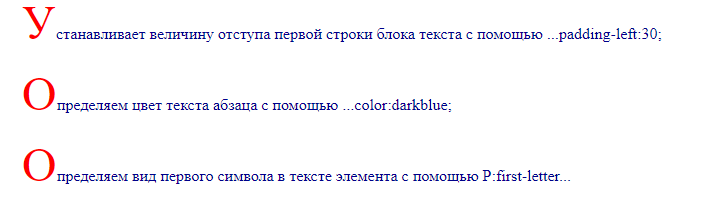 Устанавливает величину отступа первой строки блока текста с помощью ...padding-left:30;
Определяем цвет текста абзаца с помощью ...color:darkblue;
Определяем вид первого символа в тексте элемента с помощью P:first-letter...